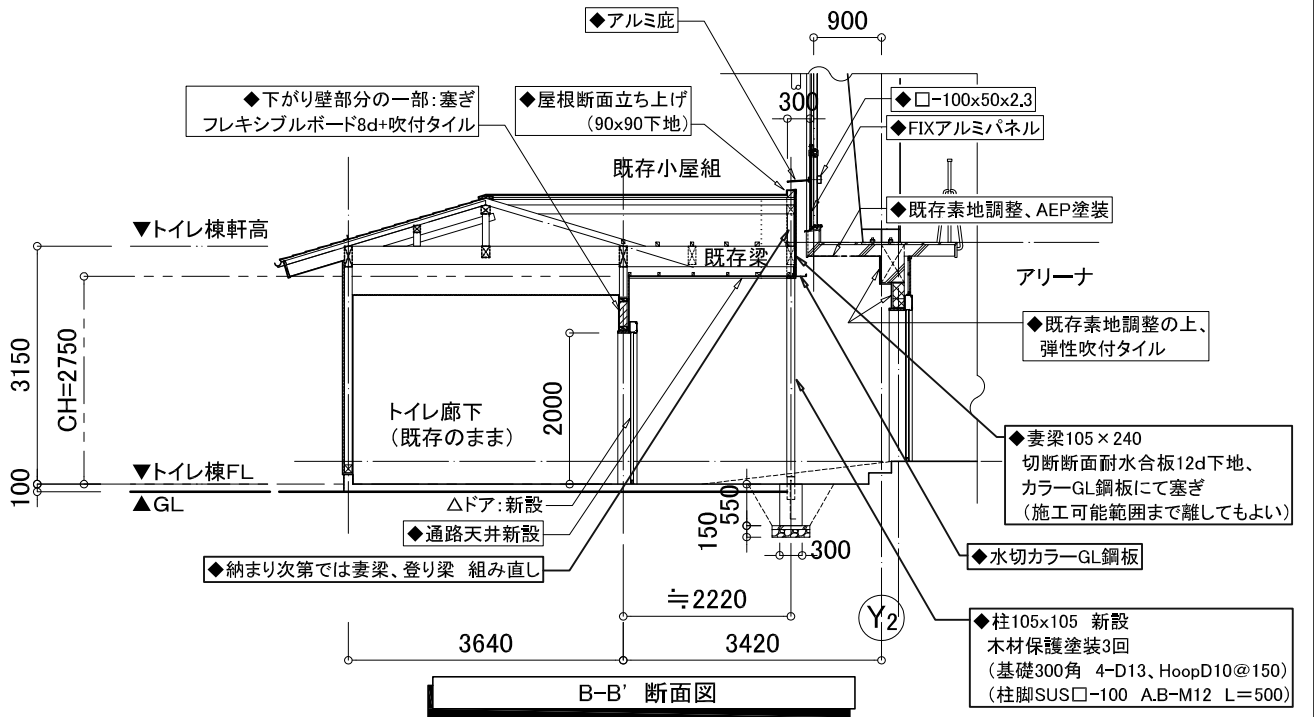 ◆アルミ庇
900
◆下がり壁部分の一部：塞ぎ
フレキシブルボード8d+吹付タイル
◆屋根断面立ち上げ
（90x90下地）
300
◆□-100x50x2.3
◆FIXアルミパネル
既存小屋組
◆既存素地調整、AEP塗装
▼トイレ棟軒高
既存梁
アリーナ
◆既存素地調整の上、
弾性吹付タイル
3150
CH=2750
2000
トイレ廊下
（既存のまま）
◆妻梁105×240
切断断面耐水合板12d下地、
カラーGL鋼板にて塞ぎ
（施工可能範囲まで離してもよい）
▼トイレ棟FL
100
▲GL
△ドア：新設
550
150
300
◆通路天井新設
◆水切カラーGL鋼板
◆納まり次第では妻梁、登り梁 組み直し
≒2220
Y2
◆柱105x105 新設
木材保護塗装3回
（基礎300角 4-D13、HoopD10@150）
（柱脚SUS□-100 A.B-M12 L=500）
3640
3420
B-B' 断面図